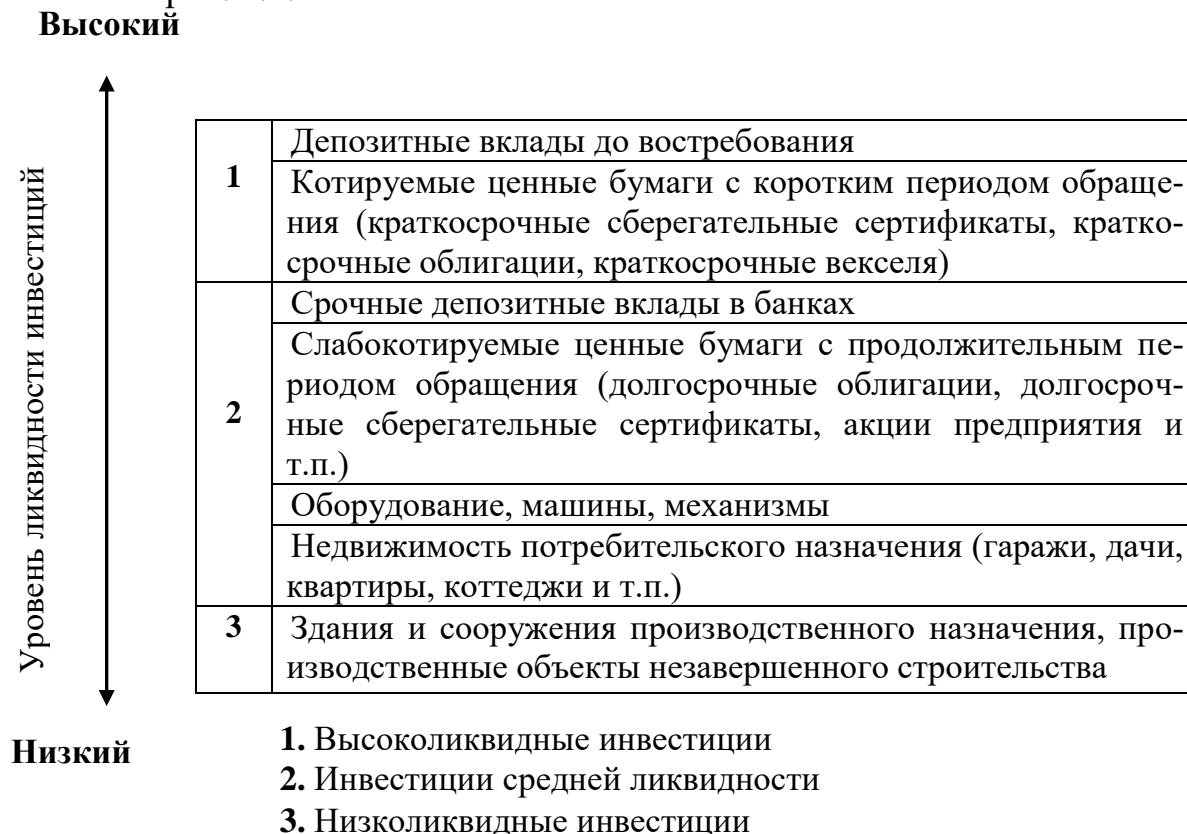 Высокий
Уровень ликвидности инвестиций
1
Депозитные вклады до востребования
Котируемые ценные бумаги с коротким периодом обраще-
ния (краткосрочные сберегательные сертификаты, кратко-
срочные облигации, краткосрочные векселя)
2
Срочные депозитные вклады в банках
Слабокотируемые ценные бумаги с продолжительным пе-
риодом обращения (долгосрочные облигации, долгосроч-
ные сберегательные сертификаты, акции предприятия и
т.п.)
Оборудование, машины, механизмы
Недвижимость потребительского назначения (гаражи, дачи,
квартиры, коттеджи и т.п.)
3
Здания и сооружения производственного назначения, про-
изводственные объекты незавершенного строительства
Низкий
1. Высоколиквидные инвестиции
2. Инвестиции средней ликвидности
3. Низколиквидные инвестиции